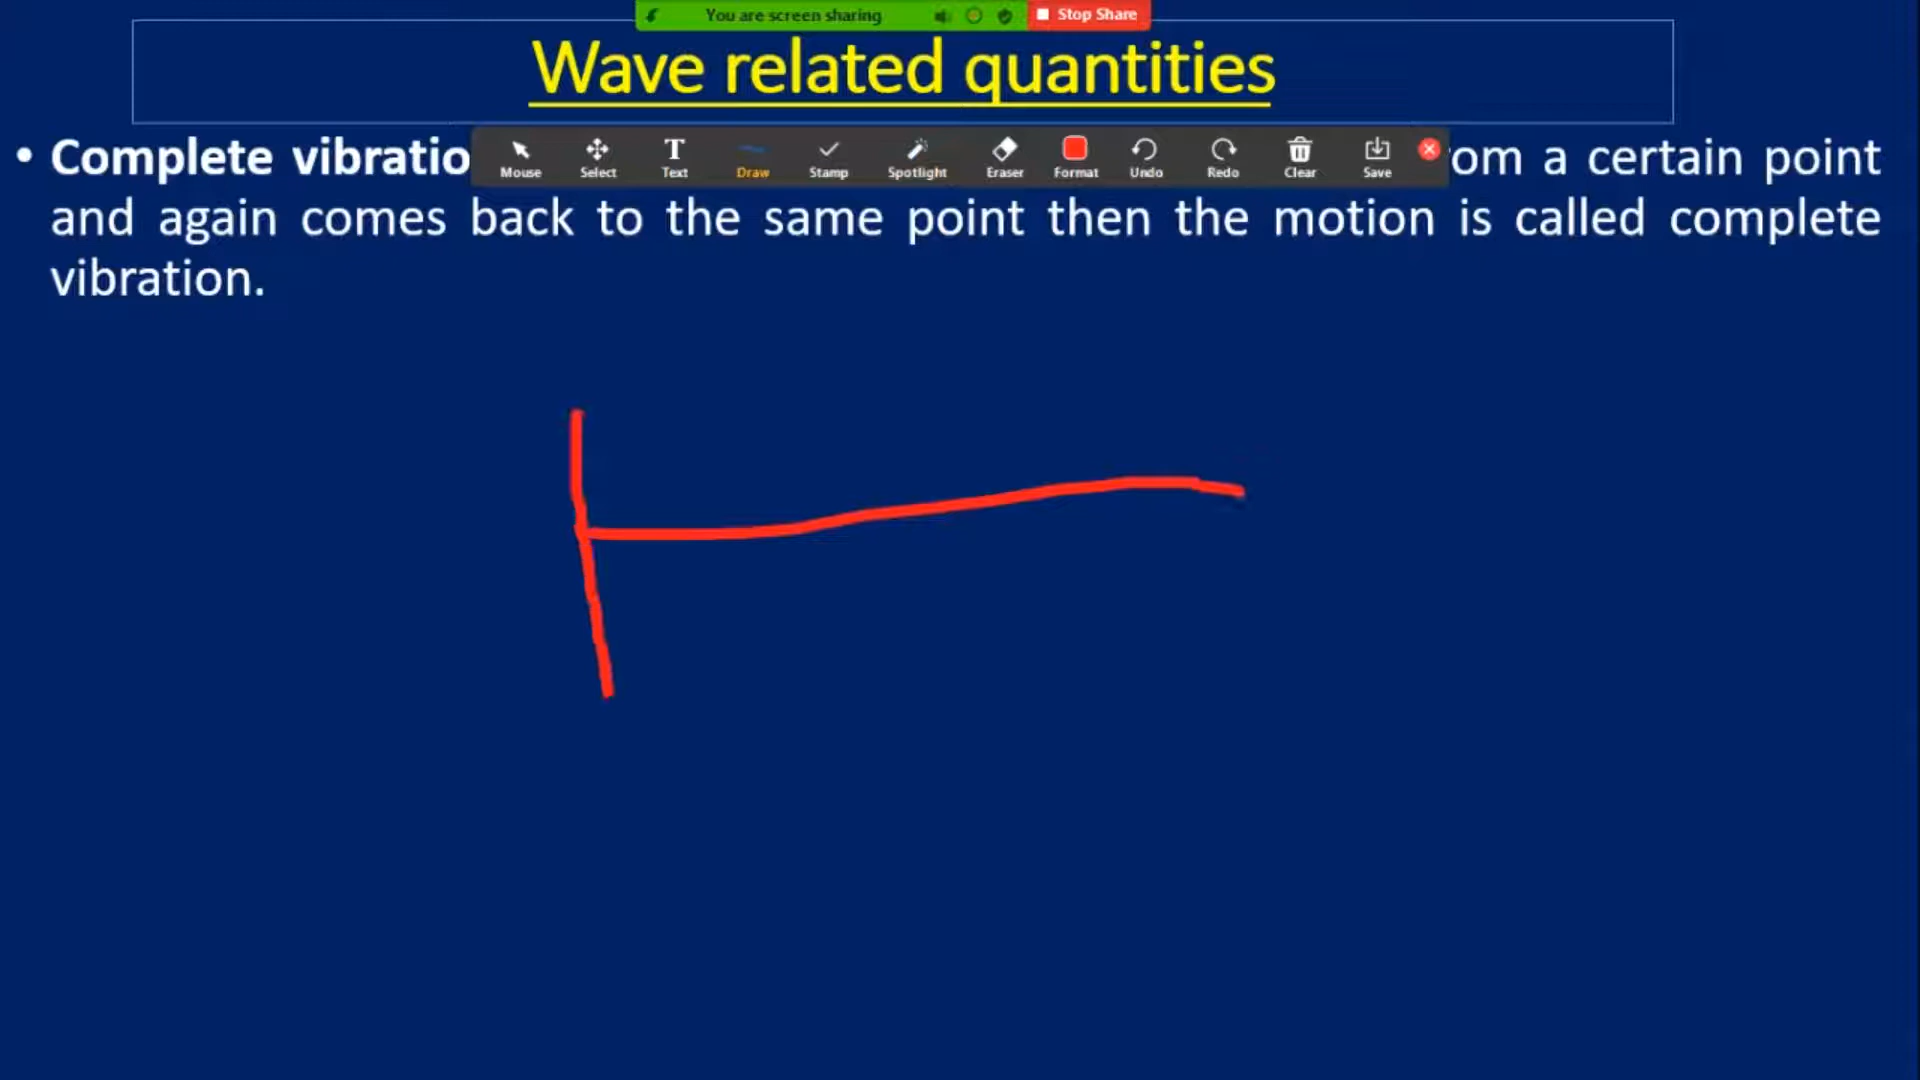 You are screen sharing Stop Share
Wave related quantities
• Complete vibratio
Mouse Select Text Draw Stamp Spotlight Eraser Format Undo Redo Clear Save
om a certain point
and again comes back to the same point then the motion is called complete
vibration.